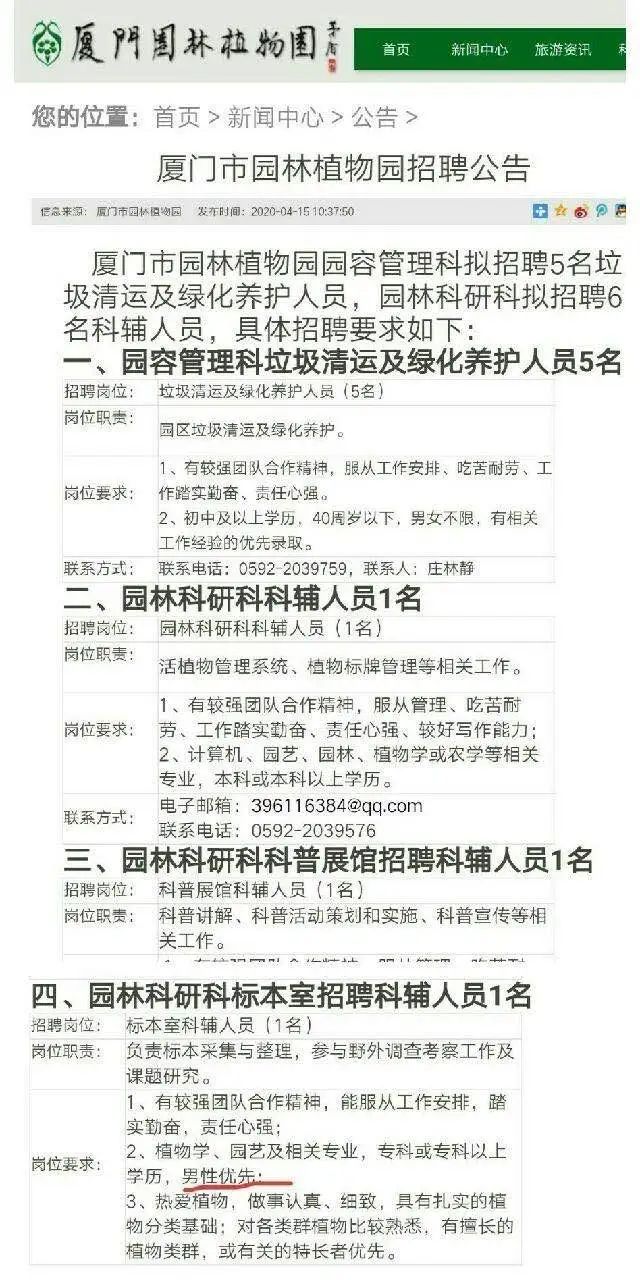 厦門园林植物园 茅盾
首页 新闻中心 旅游资讯
您的位置：首页 > 新闻中心 > 公告 >
厦门市园林植物园招聘公告
信息来源：厦门市园林植物园 发布时间：2020-04-15 10:37:50
厦门市园林植物园园容管理科拟招聘5名垃
圾清运及绿化养护人员，园林科研科拟招聘6
名科辅人员，具体招聘要求如下：
一、园容管理科垃圾清运及绿化养护人员5名
招聘岗位： 垃圾清运及绿化养护人员（5名）
岗位职责：
园区垃圾清运及绿化养护。
1、有较强团队合作精神，服从工作安排、吃苦耐劳、工
岗位要求： 作踏实勤奋、责任心强。
2、初中及以上学历，40周岁以下，男女不限，有相关
工作经验的优先录取。
联系方式： 联系电话：0592-2039759，联系人：庄林静
二、园林科研科科辅人员1名
招聘岗位： 园林科研科科辅人员（1名）
岗位职责：
活植物管理系统、植物标牌管理等相关工作。
1、有较强团队合作精神，服从管理、吃苦耐
岗位要求： 劳、工作踏实勤奋、责任心强、较好写作能力；
2、计算机、园艺、园林、植物学或农学等相关
专业，本科或本科以上学历。
联系方式： 电子邮箱：396116384@qq.com
联系电话：0592-2039576
三、园林科研科科普展馆招聘科辅人员1名
招聘岗位： 科普展馆科辅人员（1名）
岗位职责： 科普讲解、科普活动策划和实施、科普宣传等相
关工作。
四、园林科研科标本室招聘科辅人员1名
招聘岗位： 标本室科辅人员（1名）
岗位职责： 负责标本采集与整理，参与野外调查考察工作及
课题研究。
1、有较强团队合作精神，能服从工作安排，踏
实勤奋，责任心强；
岗位要求： 2、植物学、园艺及相关专业，专科或专科以上
学历，男性优先；
3、热爱植物，做事认真、细致，具有扎实的植
物分类基础；对各类群植物比较熟悉，有擅长的
植物类群，或有关的特长者优先。